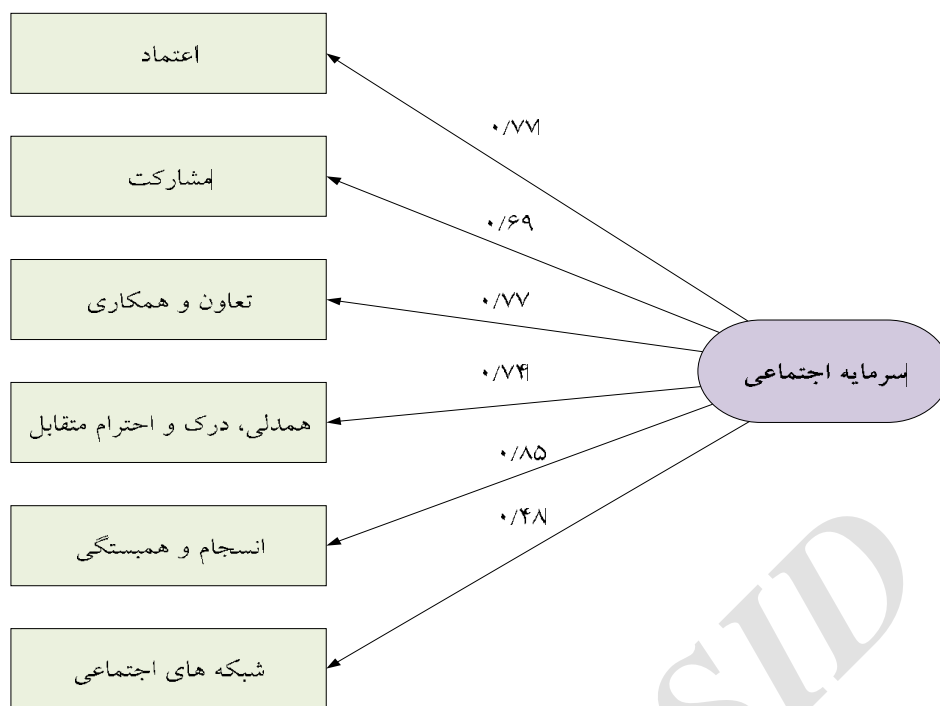 اعتماد
۰/۷۷
مشارکت
۰/۶۹
تعاون و همکاری
۰/۷۷
سرمایه اجتماعی
۰/۷۴
همدلی، درک و احترام متقابل
۰/۸۵
انسجام و همبستگی
۰/۴۸
شبکه های اجتماعی
SID